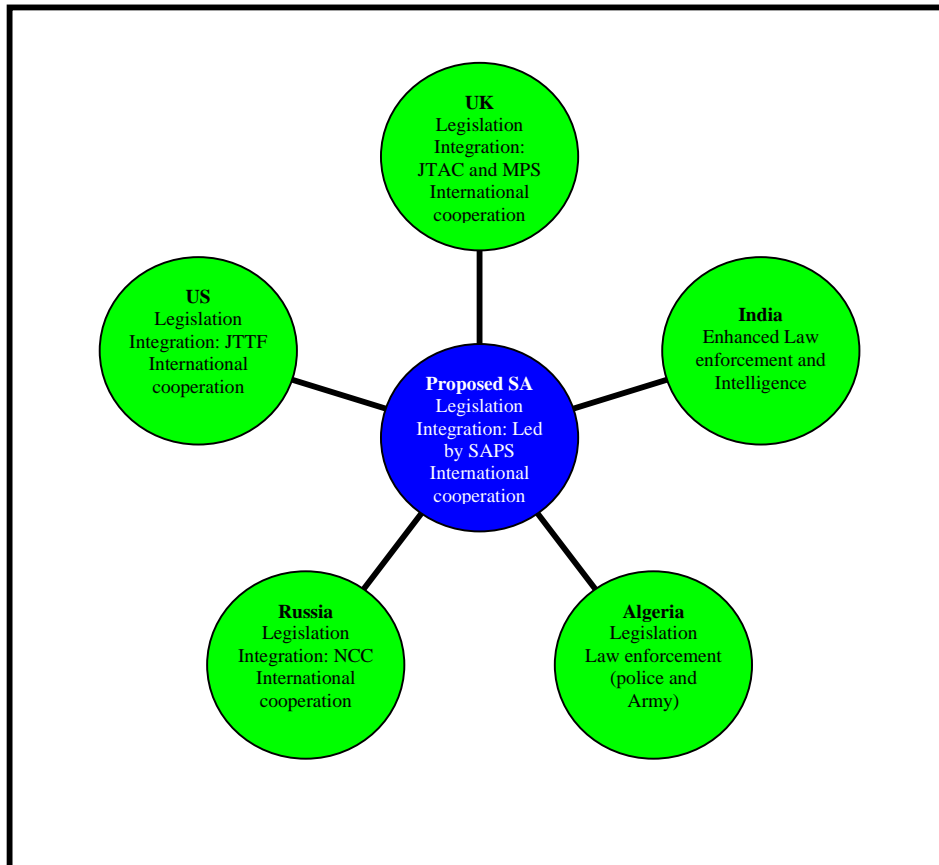 UK
Legislation
Integration:
JTAC and MPS
International
cooperation
US
Legislation
Integration: JTTF
International
cooperation
India
Enhanced Law
enforcement and
Intelligence
Proposed SA
Legislation
Integration: Led
by SAPS
International
cooperation
Russia
Legislation
Integration: NCC
International
cooperation
Algeria
Legislation
Law enforcement
(police and
Army)